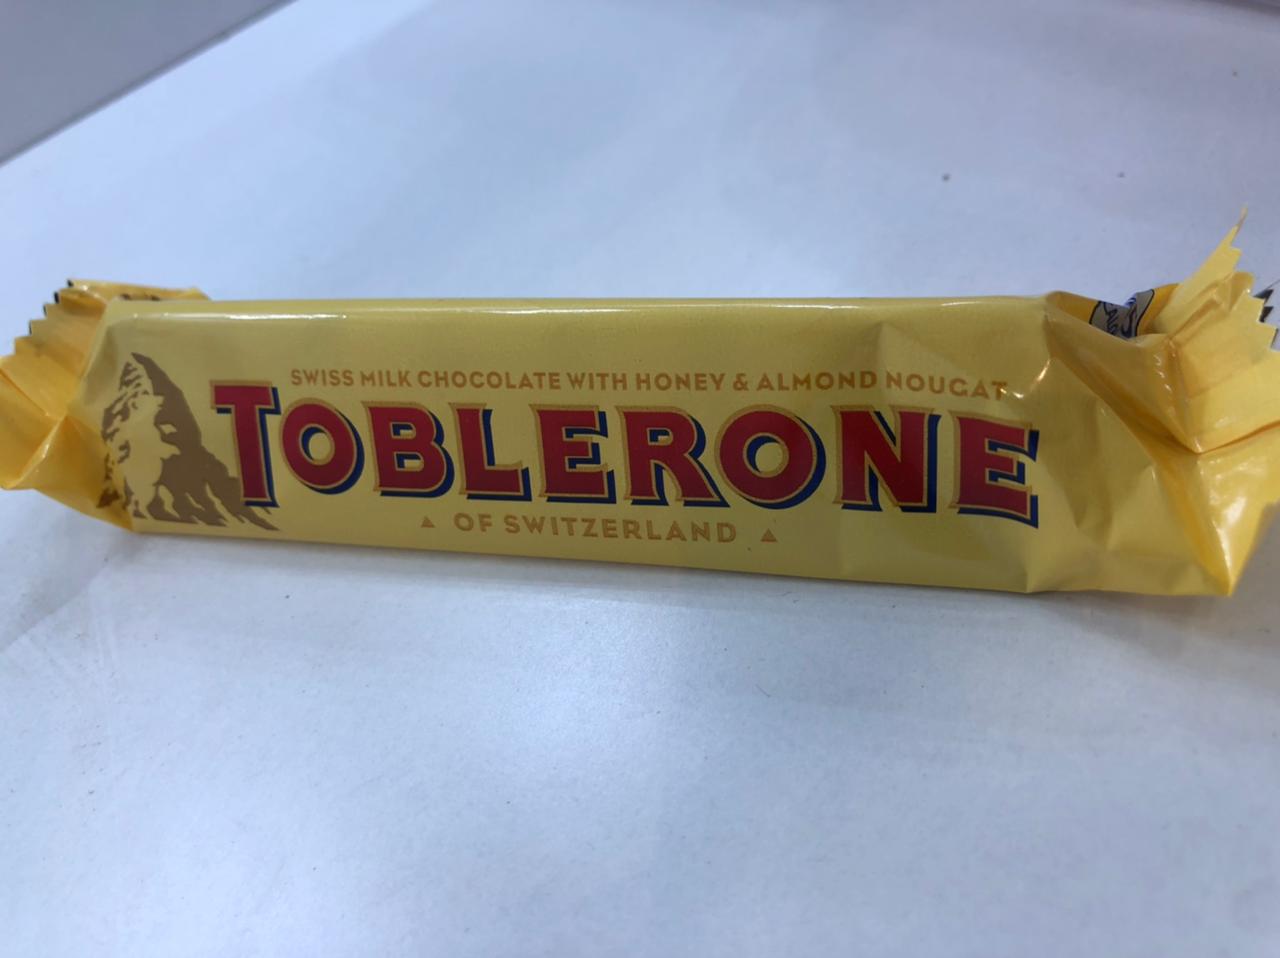 SWISS MILK CHOCOLATE WITH HONEY & ALMOND NOUGAT
TOBLERONE
OF SWITZERLAND